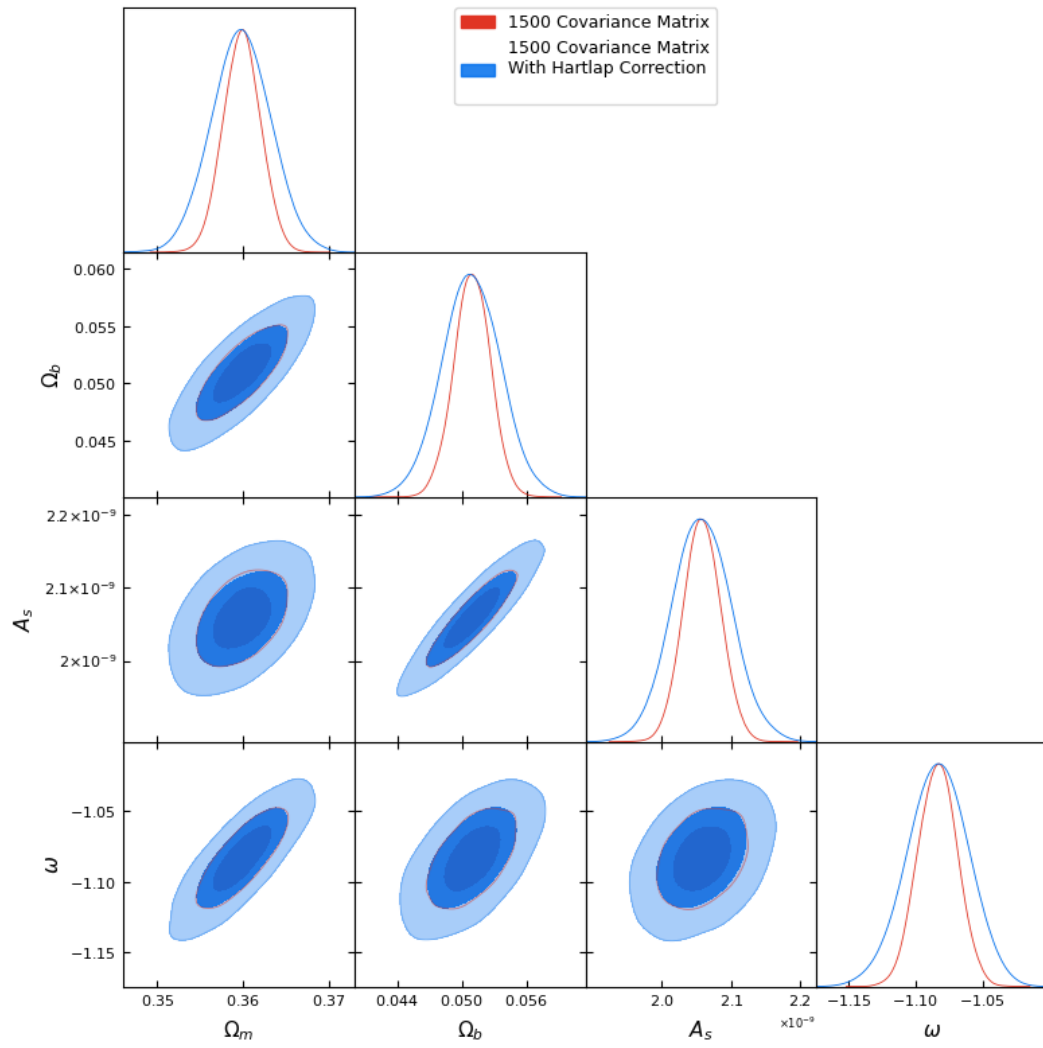 1500 Covariance Matrix
1500 Covariance Matrix
With Hartlap Correction
0.060
0.055
0.050
0.045
Ω_b
2.2×10⁻⁹
2.1×10⁻⁹
2×10⁻⁹
A_s
−1.05
−1.10
−1.15
ω
0.35 0.36 0.37
0.044 0.050 0.056
2.0 2.1 2.2
×10⁻⁹
−1.15 −1.10 −1.05
Ω_m
Ω_b
A_s
ω